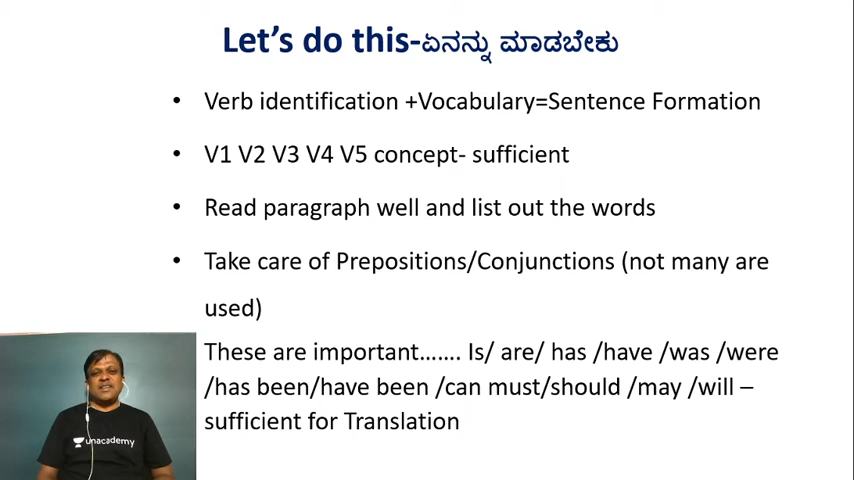 Let's do this-ಏನನ್ನು ಮಾಡಬೇಕು
• Verb identification +Vocabulary=Sentence Formation
• V1 V2 V3 V4 V5 concept- sufficient
• Read paragraph well and list out the words
• Take care of Prepositions/Conjunctions (not many are
used)
These are important....... Is/ are/ has /have /was /were
/has been/have been /can must/should /may /will –
sufficient for Translation
unacademy